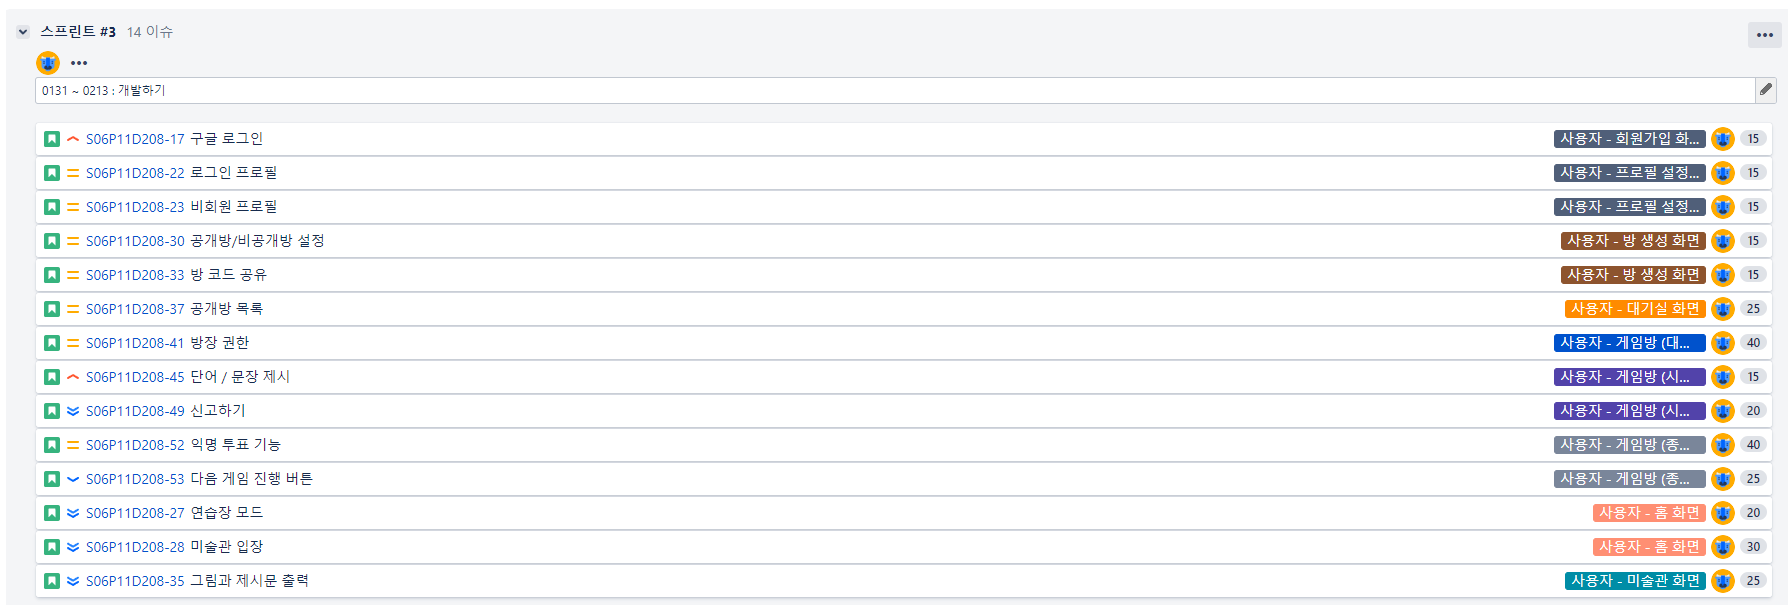 스프린트 #3 14 이슈
0131 ~ 0213 : 개발하기
S06P11D208-17 구글 로그인 사용자 - 회원가입 화... 15
S06P11D208-22 로그인 프로필 사용자 - 프로필 설정... 15
S06P11D208-23 비회원 프로필 사용자 - 프로필 설정... 15
S06P11D208-30 공개방/비공개방 설정 사용자 - 방 생성 화면 15
S06P11D208-33 방 코드 공유 사용자 - 방 생성 화면 15
S06P11D208-37 공개방 목록 사용자 - 대기실 화면 25
S06P11D208-41 방장 권한 사용자 - 게임방 (대... 40
S06P11D208-45 단어 / 문장 제시 사용자 - 게임방 (시... 15
S06P11D208-49 신고하기 사용자 - 게임방 (시... 20
S06P11D208-52 익명 투표 기능 사용자 - 게임방 (종... 40
S06P11D208-53 다음 게임 진행 버튼 사용자 - 게임방 (종... 25
S06P11D208-27 연습장 모드 사용자 - 홈 화면 20
S06P11D208-28 미술관 입장 사용자 - 홈 화면 30
S06P11D208-35 그림과 제시문 출력 사용자 - 미술관 화면 25